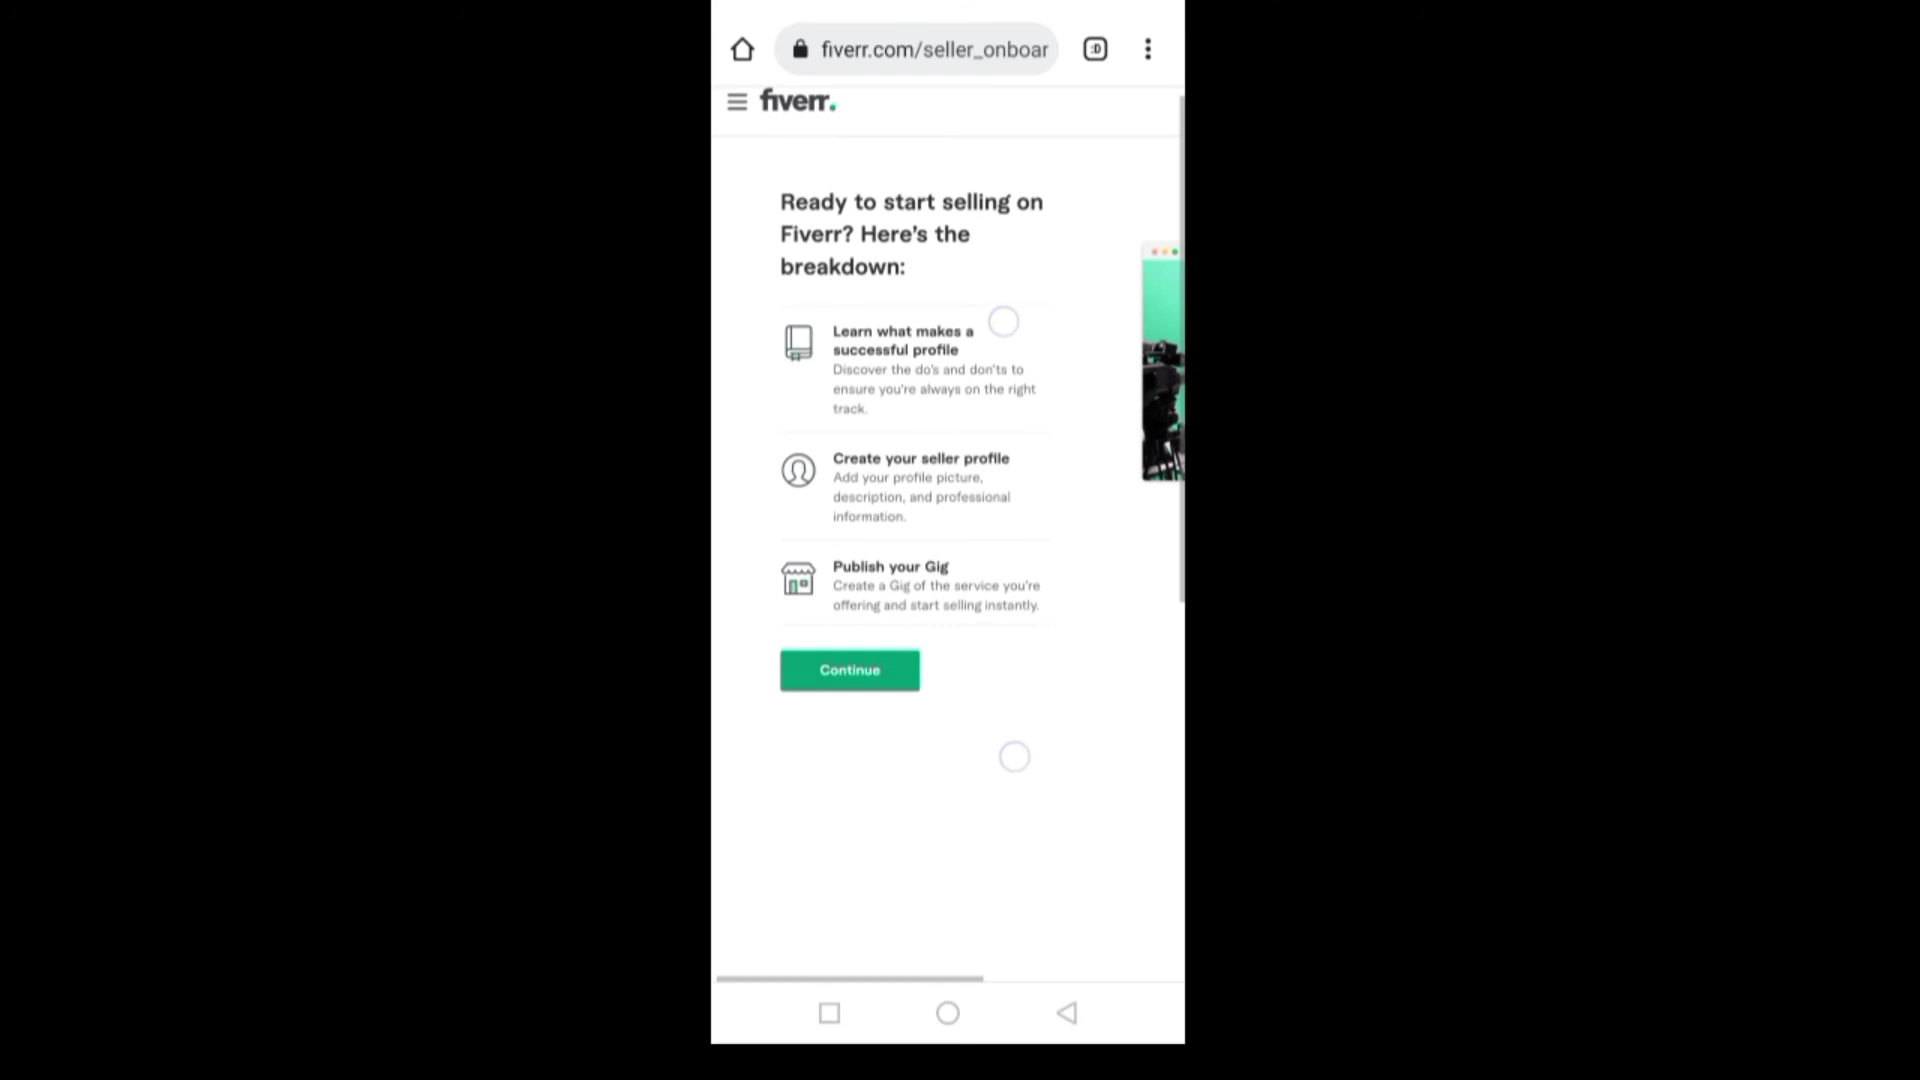 fiverr.com/seller_onboar
:D
fiverr.
Ready to start selling on
Fiverr? Here's the
breakdown:
Learn what makes a
successful profile
Discover the do's and don'ts to
ensure you're always on the right
track.
Create your seller profile
Add your profile picture,
description, and professional
information.
Publish your Gig
Create a Gig of the service you're
offering and start selling instantly.
Continue